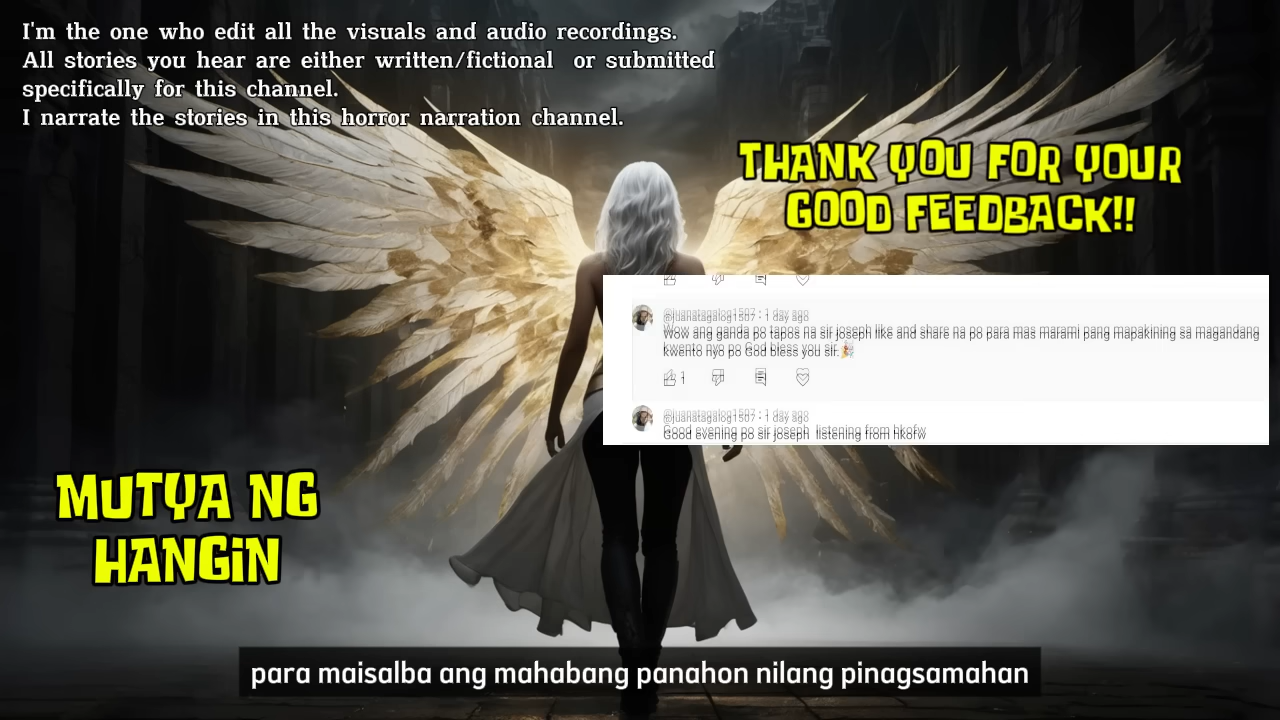 I'm the one who edit all the visuals and audio recordings.
All stories you hear are either written/fictional or submitted
specifically for this channel.
I narrate the stories in this horror narration channel.
THANK YOU FOR YOUR
GOOD FEEDBACK!!
@juanatagalog1507 · 1 day ago
Wow ang ganda po tapos na sir joseph like and share na po para mas marami pang mapakining sa magandang
kwento nyo po God bless you sir.🎉
1
@juanatagalog1507 · 1 day ago
Good evening po sir joseph listening from hkofw
MUTYA NG
HANGIN
para maisalba ang mahabang panahon nilang pinagsamahan